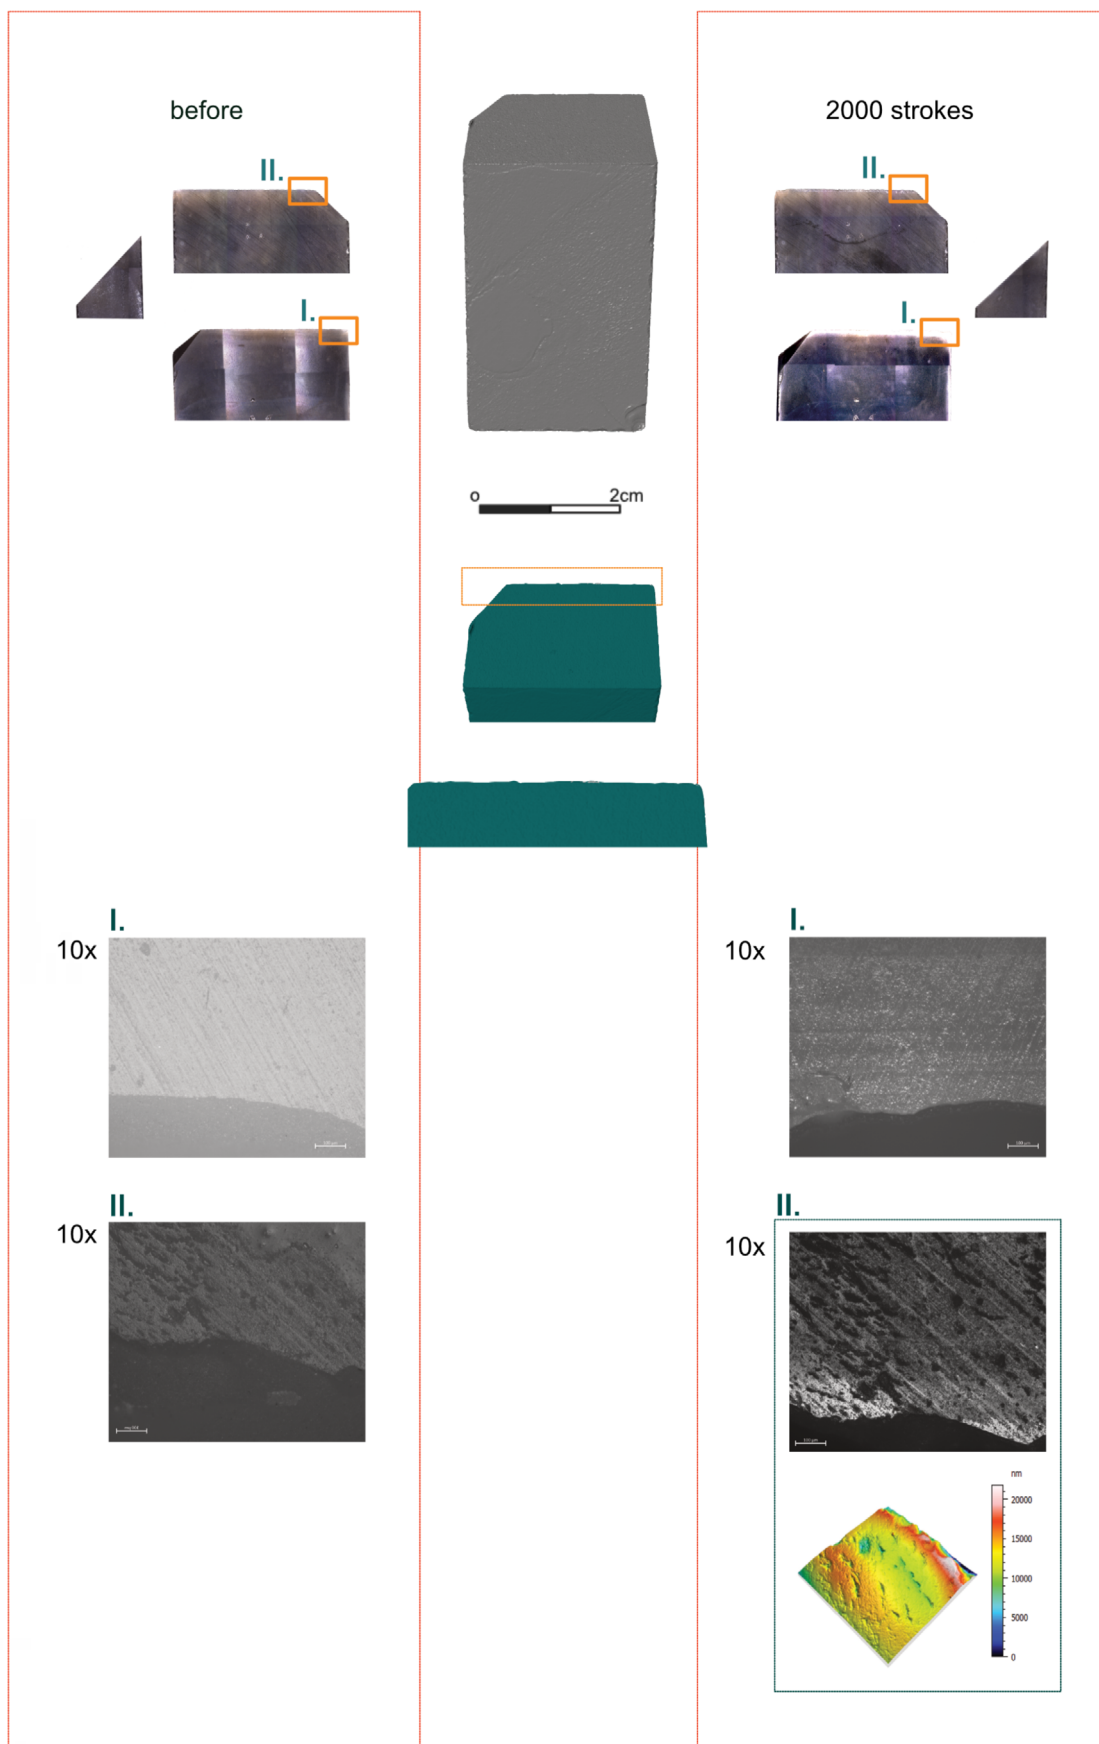 before
2000 strokes
II.
II.
I.
I.
o 2cm
I.
I.
10x
10x
II.
II.
10x
10x
nm
20000
15000
10000
5000
0